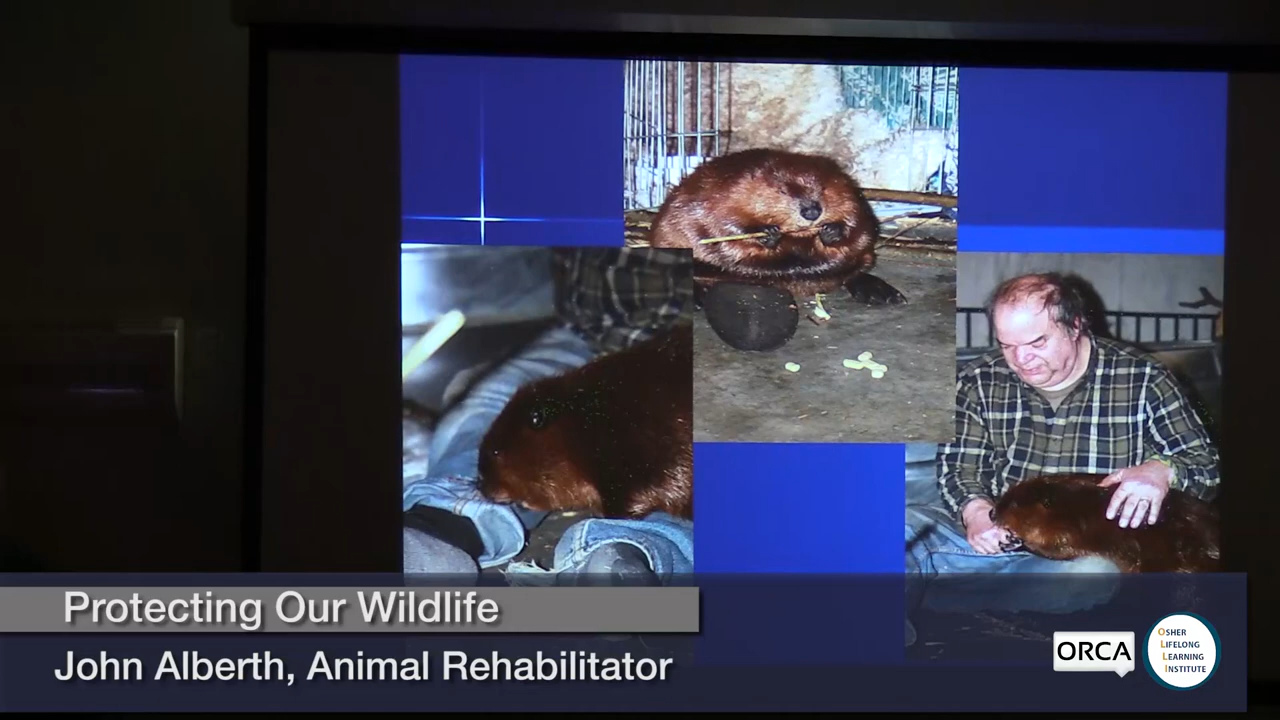 Protecting Our Wildlife
John Alberth, Animal Rehabilitator
ORCA
OSHER
LIFELONG
LEARNING
INSTITUTE